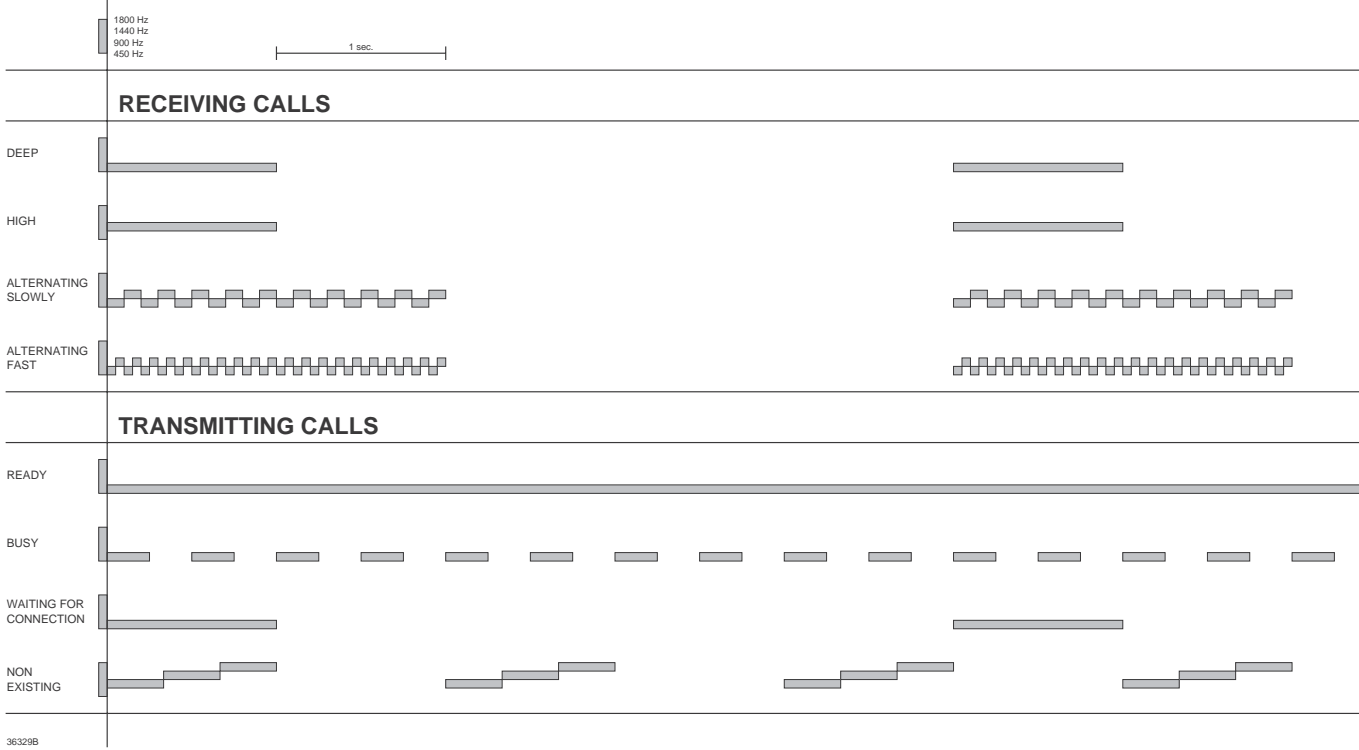 1800 Hz
1440 Hz
900 Hz
450 Hz
1 sec.
RECEIVING CALLS
DEEP
HIGH
ALTERNATING
SLOWLY
ALTERNATING
FAST
TRANSMITTING CALLS
READY
BUSY
WAITING FOR
CONNECTION
NON
EXISTING
36329B